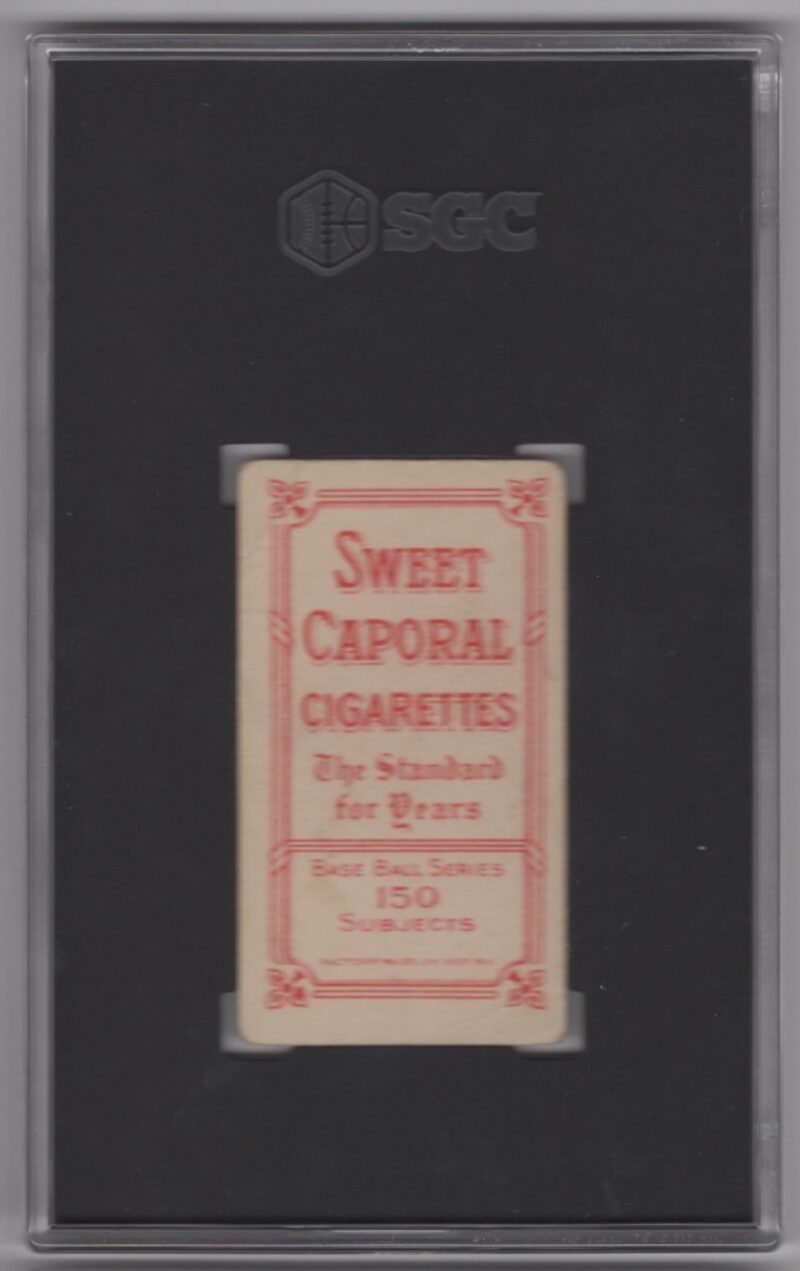 SGC
SWEET
CAPORAL
CIGARETTES
The Standard
for Years
BASE BALL SERIES
150
SUBJECTS